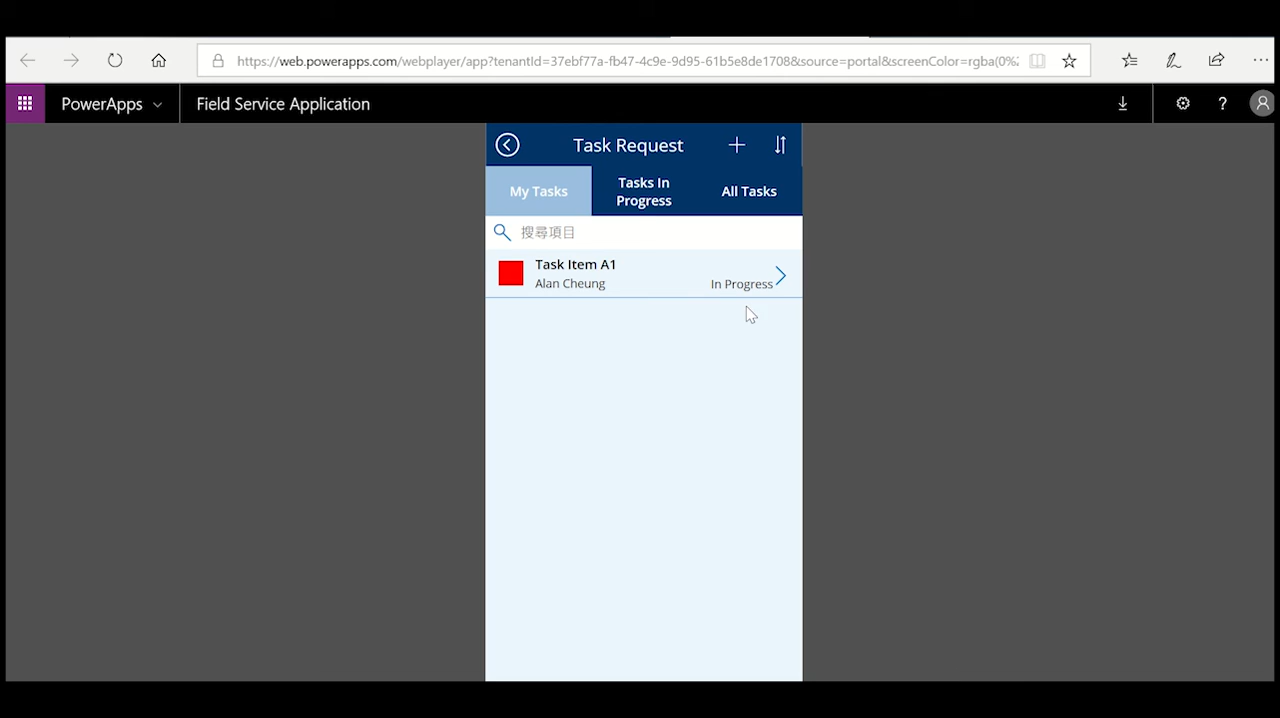 https://web.powerapps.com/webplayer/app?tenantId=37ebf77a-fb47-4c9e-9d95-61b5e8de1708&source=portal&screenColor=rgba(0%2
PowerApps
Field Service Application
?
Task Request
My Tasks
Tasks In
Progress
All Tasks
搜尋項目
Task Item A1
Alan Cheung
In Progress